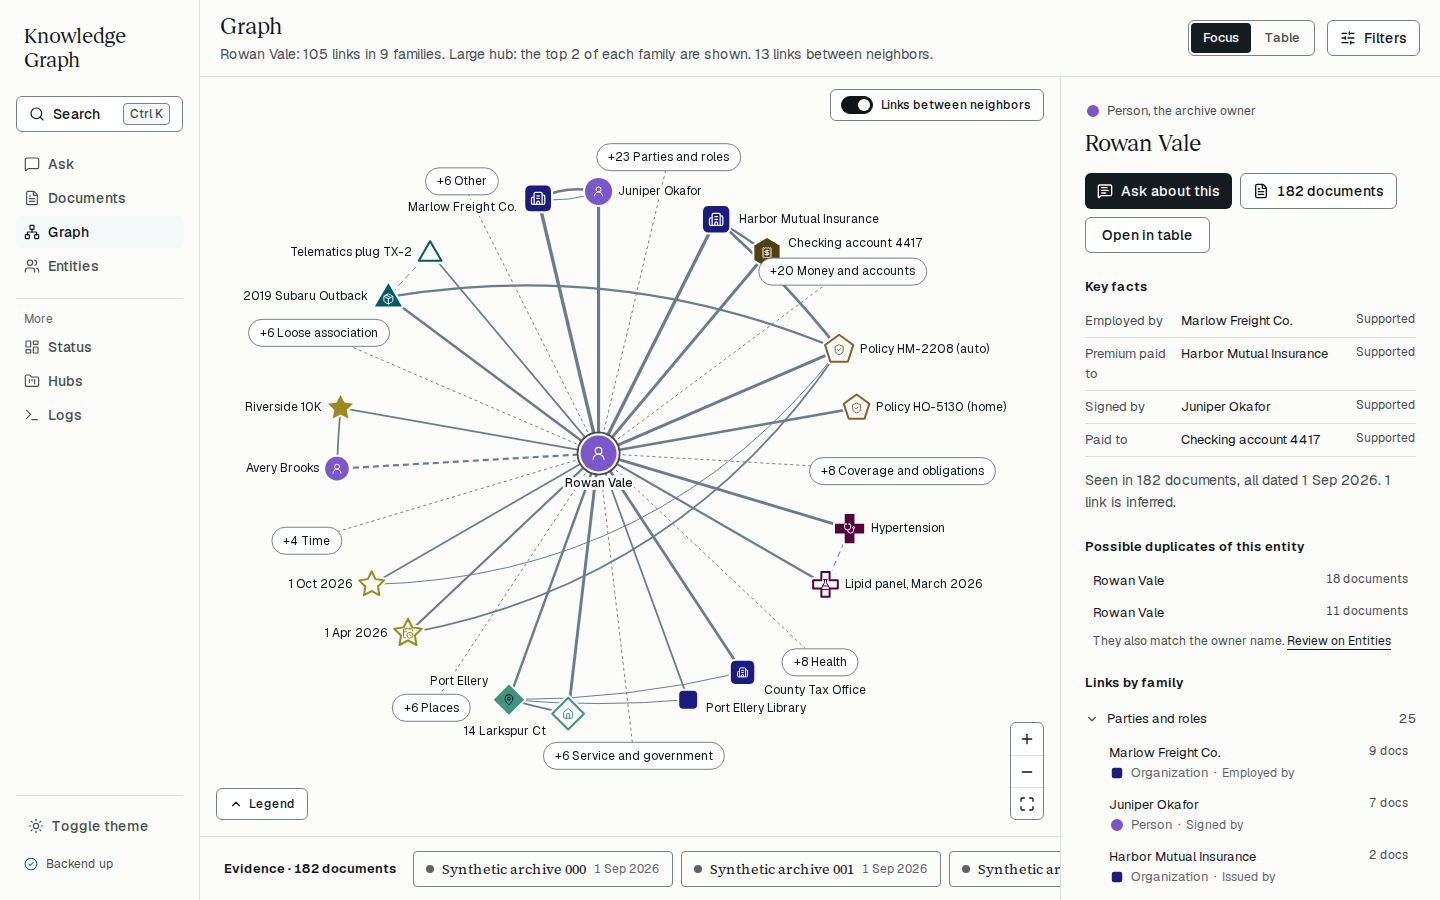 Knowledge
Graph
Search
Ctrl K
Ask
Documents
Graph
Entities
More
Status
Hubs
Logs
Toggle theme
Backend up
Graph
Rowan Vale: 105 links in 9 families. Large hub: the top 2 of each family are shown. 13 links between neighbors.
Focus
Table
Filters
Links between neighbors
+23 Parties and roles
+6 Other
Juniper Okafor
Marlow Freight Co.
Harbor Mutual Insurance
Checking account 4417
Telematics plug TX-2
+20 Money and accounts
2019 Subaru Outback
+6 Loose association
Policy HM-2208 (auto)
Riverside 10K
Policy HO-5130 (home)
Avery Brooks
+8 Coverage and obligations
Rowan Vale
Hypertension
+4 Time
1 Oct 2026
Lipid panel, March 2026
1 Apr 2026
+8 Health
Port Ellery
County Tax Office
+6 Places
Port Ellery Library
14 Larkspur Ct
+6 Service and government
Legend
Evidence · 182 documents
Synthetic archive 000 1 Sep 2026
Synthetic archive 001 1 Sep 2026
Synthetic ar
Person, the archive owner
Rowan Vale
Ask about this
182 documents
Open in table
Key facts
Employed by Marlow Freight Co. Supported
Premium paid to Harbor Mutual Insurance Supported
Signed by Juniper Okafor Supported
Paid to Checking account 4417 Supported
Seen in 182 documents, all dated 1 Sep 2026. 1
link is inferred.
Possible duplicates of this entity
Rowan Vale 18 documents
Rowan Vale 11 documents
They also match the owner name. Review on Entities
Links by family
Parties and roles 25
Marlow Freight Co. 9 docs
Organization · Employed by
Juniper Okafor 7 docs
Person · Signed by
Harbor Mutual Insurance 2 docs
Organization · Issued by